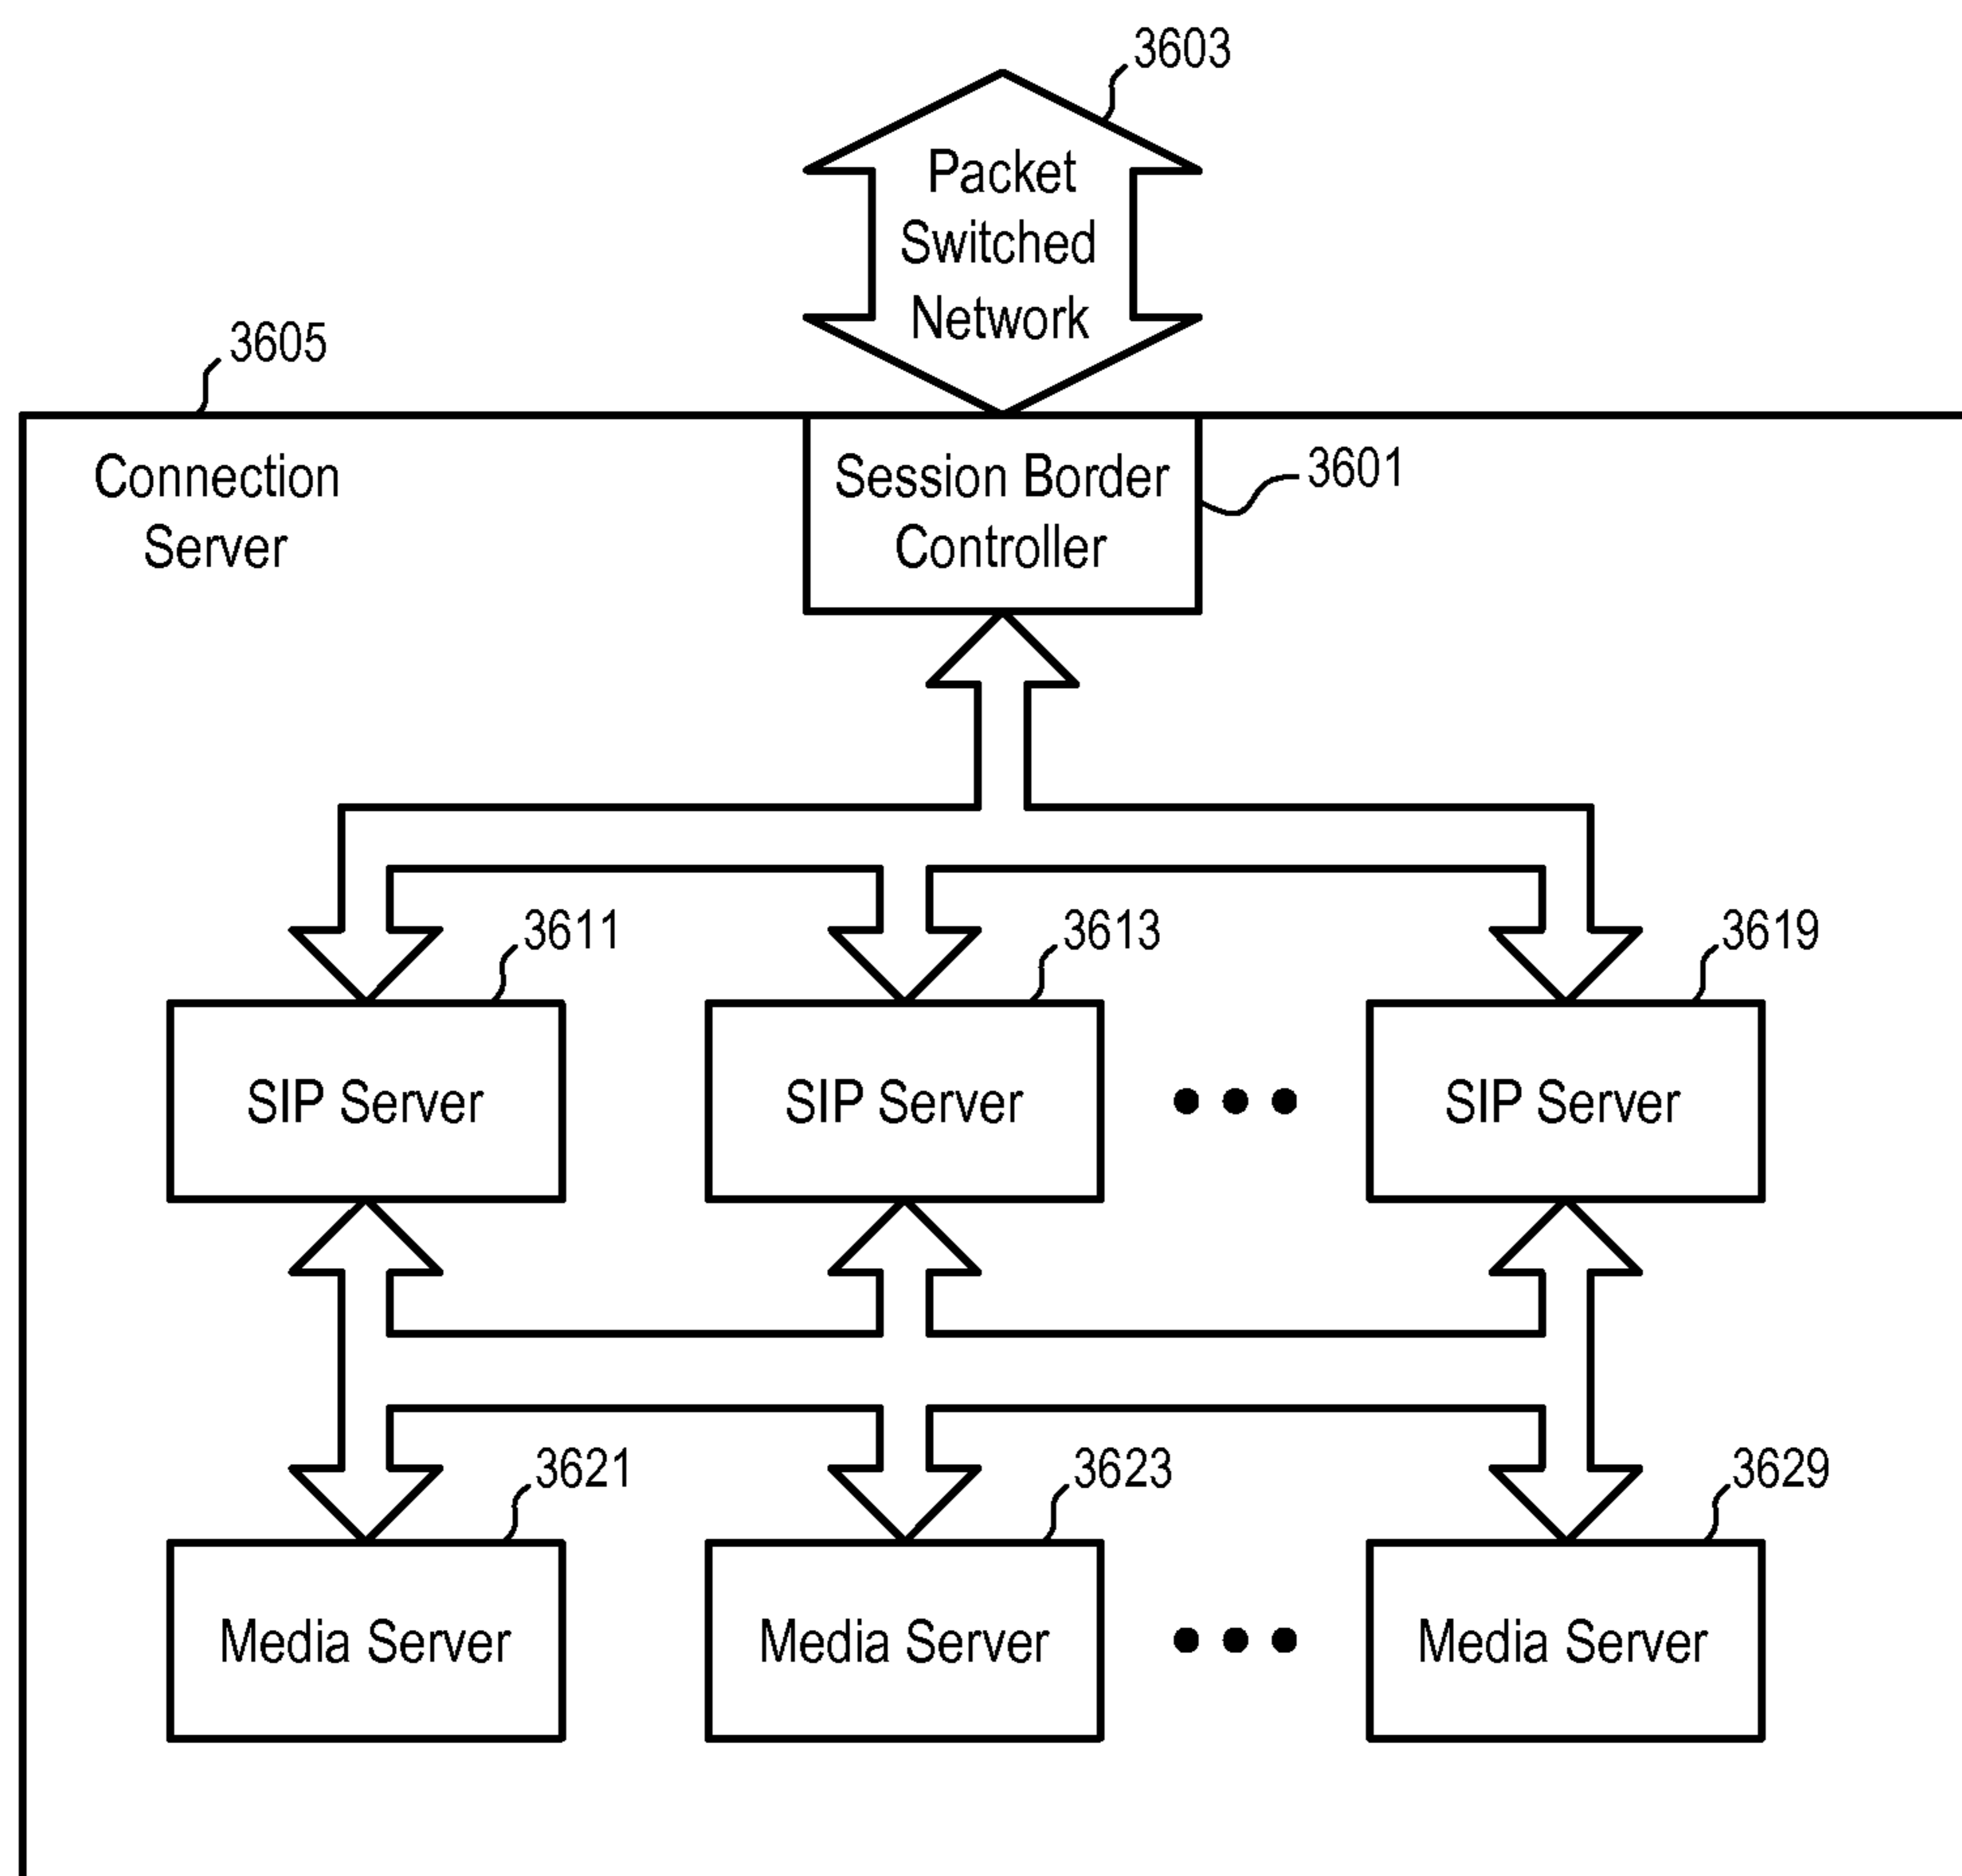 3603
Packet
Switched
Network
3605
Connection
Server
Session Border
Controller
3601
3611
3613
3619
SIP Server
SIP Server
SIP Server
3621
3623
3629
Media Server
Media Server
Media Server